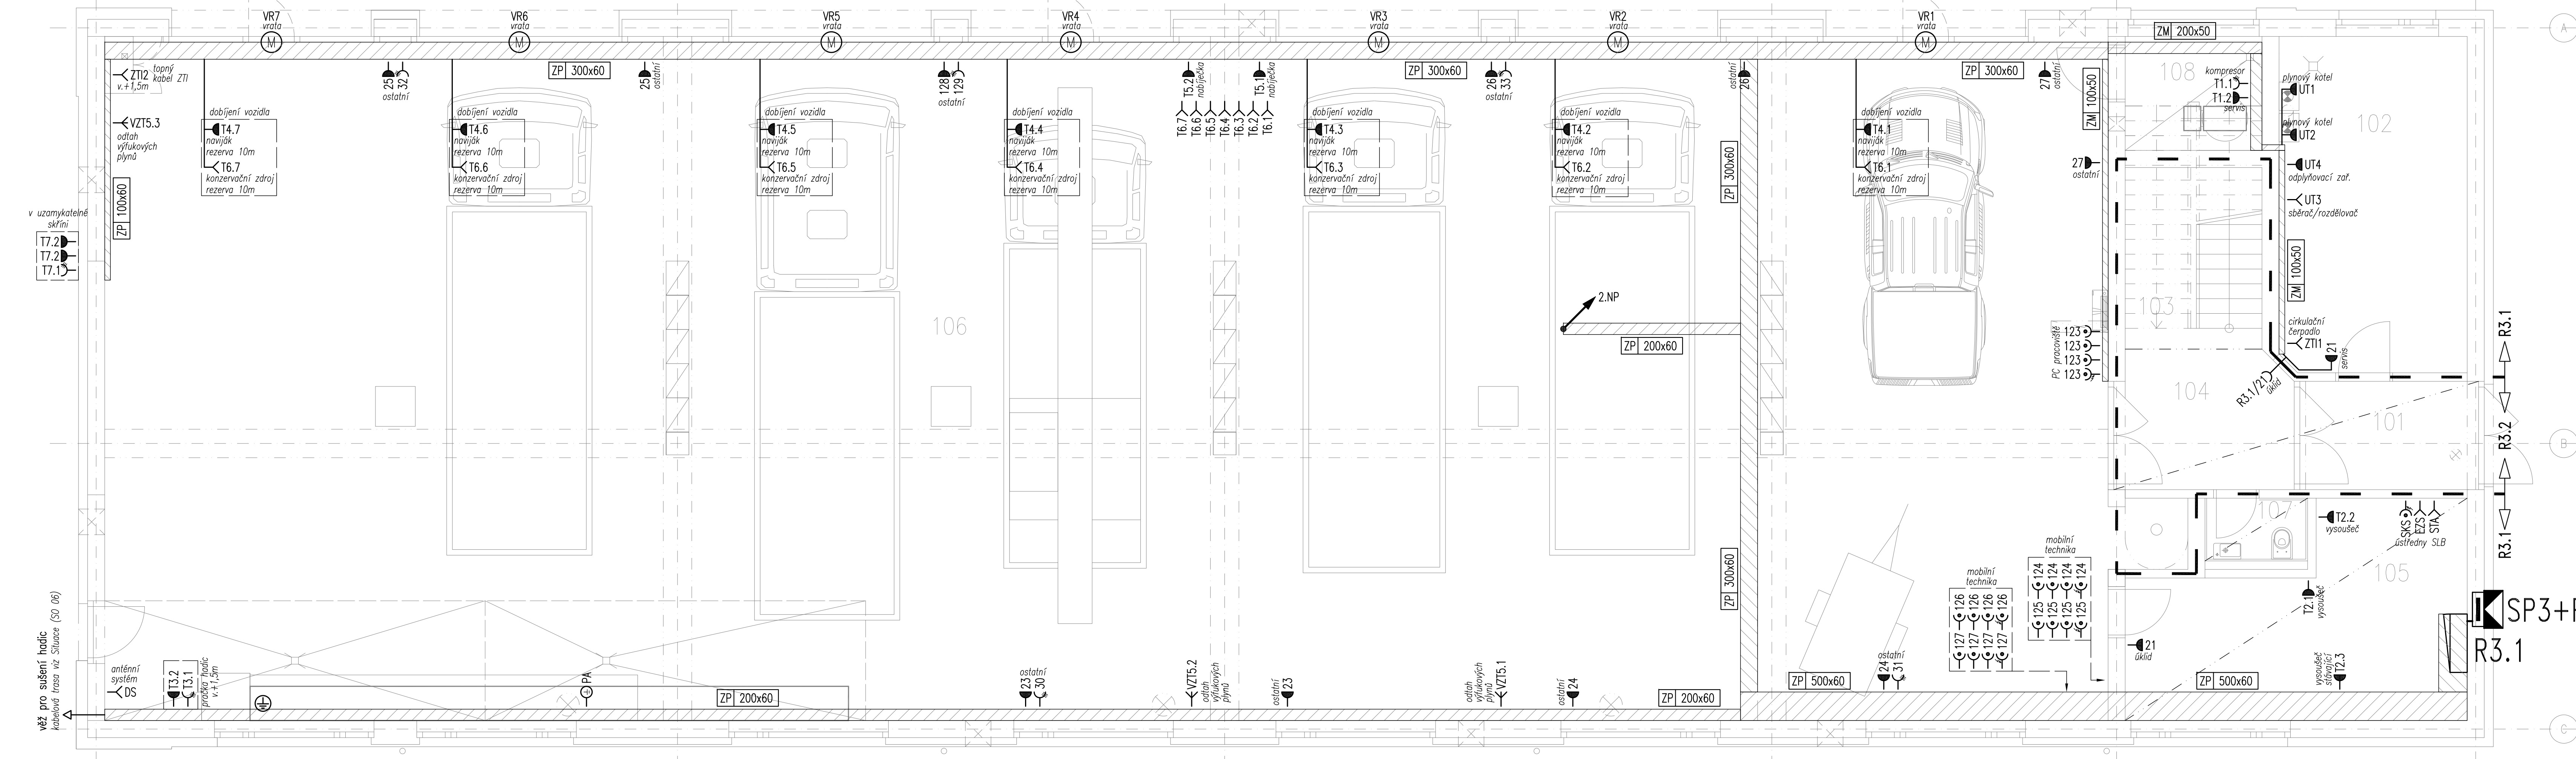 VR7
vrata
M
VR6
vrata
M
VR5
vrata
M
VR4
vrata
M
VR3
vrata
M
VR2
vrata
M
VR1
vrata
M
ZM 200x50
A
ZTI2
topný
kabel ZTI
v.+1,5m
VZT5.3
odtah
výfukových
plynů
ZP 100x60
v uzamykatelné
skříni
T7.2
T7.2
T7.1
25
32
ostatní
ZP 300x60
25
ostatní
128
129
ostatní
T5.2
nabíječka
T5.1
nabíječka
T6.7
T6.6
T6.5
T6.4
T6.3
T6.2
T6.1
ZP 300x60
26
33
ostatní
26
ostatní
ZP 300x60
27
ostatní
ZM 100x50
dobíjení vozidla
T4.7
naviják
rezerva 10m
T6.7
konzervační zdroj
rezerva 10m
dobíjení vozidla
T4.6
naviják
rezerva 10m
T6.6
konzervační zdroj
rezerva 10m
dobíjení vozidla
T4.5
naviják
rezerva 10m
T6.5
konzervační zdroj
rezerva 10m
dobíjení vozidla
T4.4
naviják
rezerva 10m
T6.4
konzervační zdroj
rezerva 10m
dobíjení vozidla
T4.3
naviják
rezerva 10m
T6.3
konzervační zdroj
rezerva 10m
dobíjení vozidla
T4.2
naviják
rezerva 10m
T6.2
konzervační zdroj
rezerva 10m
dobíjení vozidla
T4.1
naviják
rezerva 10m
T6.1
konzervační zdroj
rezerva 10m
ZP 300x60
108
kompresor
T1.1
T1.2
servis
plynový kotel
UT1
plynový kotel
UT2
102
27
ostatní
UT4
odplyňovací zař.
UT3
sběrač/rozdělovač
ZM 100x50
103
106
2.NP
ZP 200x60
PC pracoviště
123
123
123
123
cirkulační
čerpadlo
ZTI1
21
servis
R3.1/21
úklid
104
101
R3.1
R3.2
R3.1
B
T2.2
vysoušeč
SKS
EZS
STA
ústředny SLB
105
T2.1
vysoušeč
SP3+
R3.1
ZP 300x60
mobilní
technika
126
126
126
126
127
127
127
127
mobilní
technika
124
124
124
124
125
125
125
125
věž pro sušení hadic
kabelová trasa viz Situace (SO 06)
anténní
systém
DS
T3.2
T3.1
pračka hadic
v.+1,5m
PA
ZP 200x60
ostatní
23
30
VZT5.2
odtah
výfukových
plynů
23
ostatní
VZT5.1
odtah
výfukových
plynů
24
ostatní
ZP 200x60
ZP 500x60
ostatní
24
31
21
úklid
ZP 500x60
T2.3
vysoušeč
stávající
C